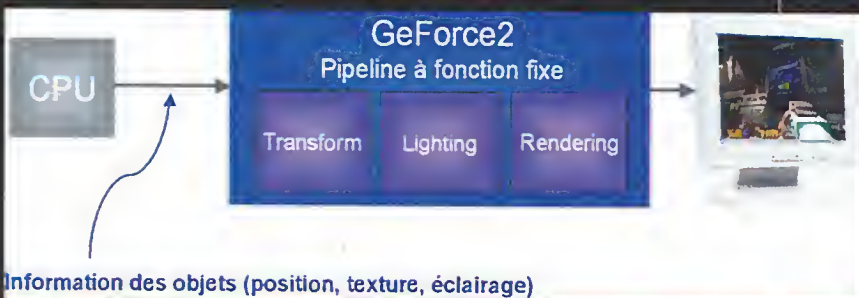 GeForce2
Pipeline à fonction fixe
CPU
Transform
Lighting
Rendering
Information des objets (position, texture, éclairage)